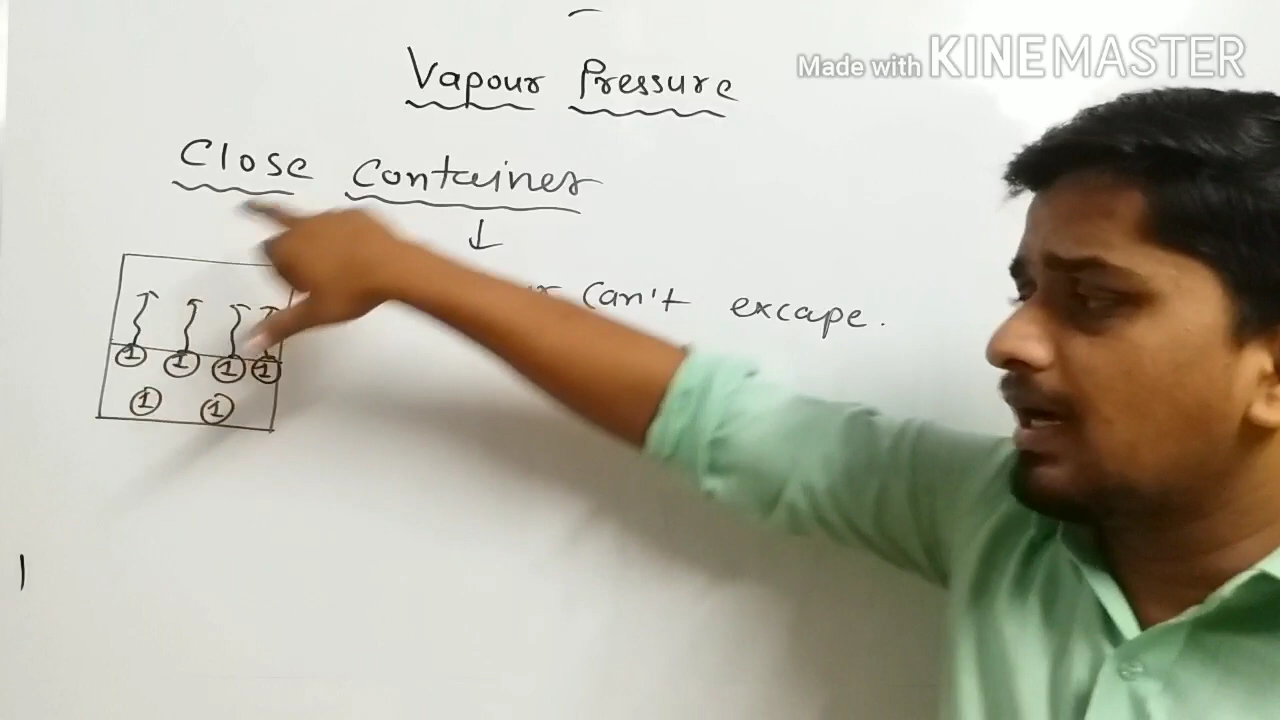 Made with KINEMASTER
Vapour Pressure
Close Container
can't excape.
1 1 1 1
1 1